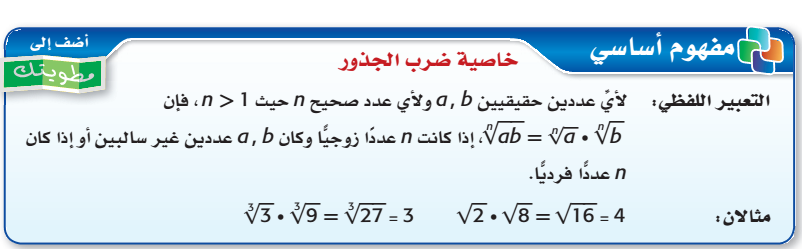 مفهوم أساسي
أضف إلى
مطويتك
خاصية ضرب الجذور
التعبير اللفظي: لأيِّ عددين حقيقيين a , b ولأي عدد صحيح n حيث n > 1، فإن
ⁿ√ab = ⁿ√a • ⁿ√b، إذا كانت n عددًا زوجيًّا وكان a , b عددين غير سالبين أو إذا كان
n عددًا فرديًّا.
مثالان: √2 • √8 = √16 = 4 ∛3 • ∛9 = ∛27 = 3